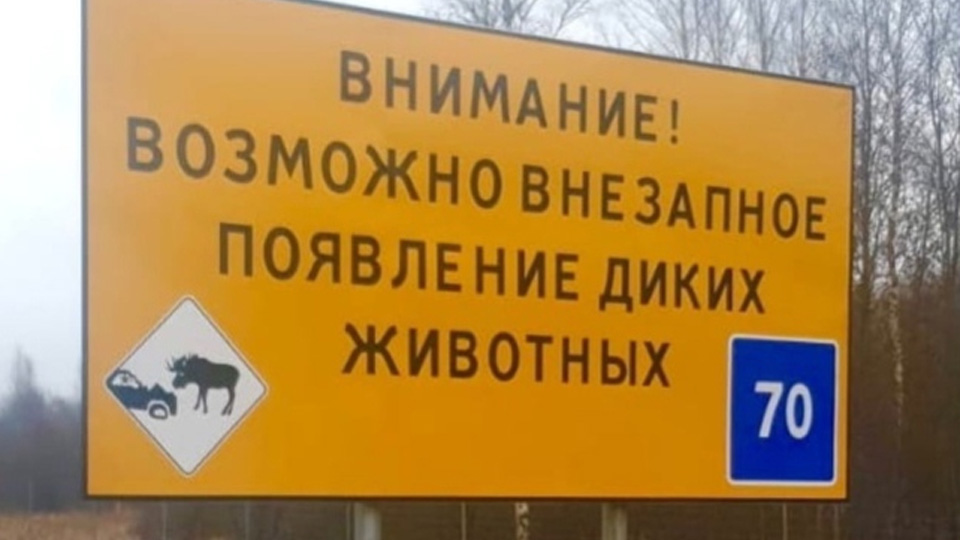 ВНИМАНИЕ!
ВОЗМОЖНО ВНЕЗАПНОЕ
ПОЯВЛЕНИЕ ДИКИХ
ЖИВОТНЫХ
70